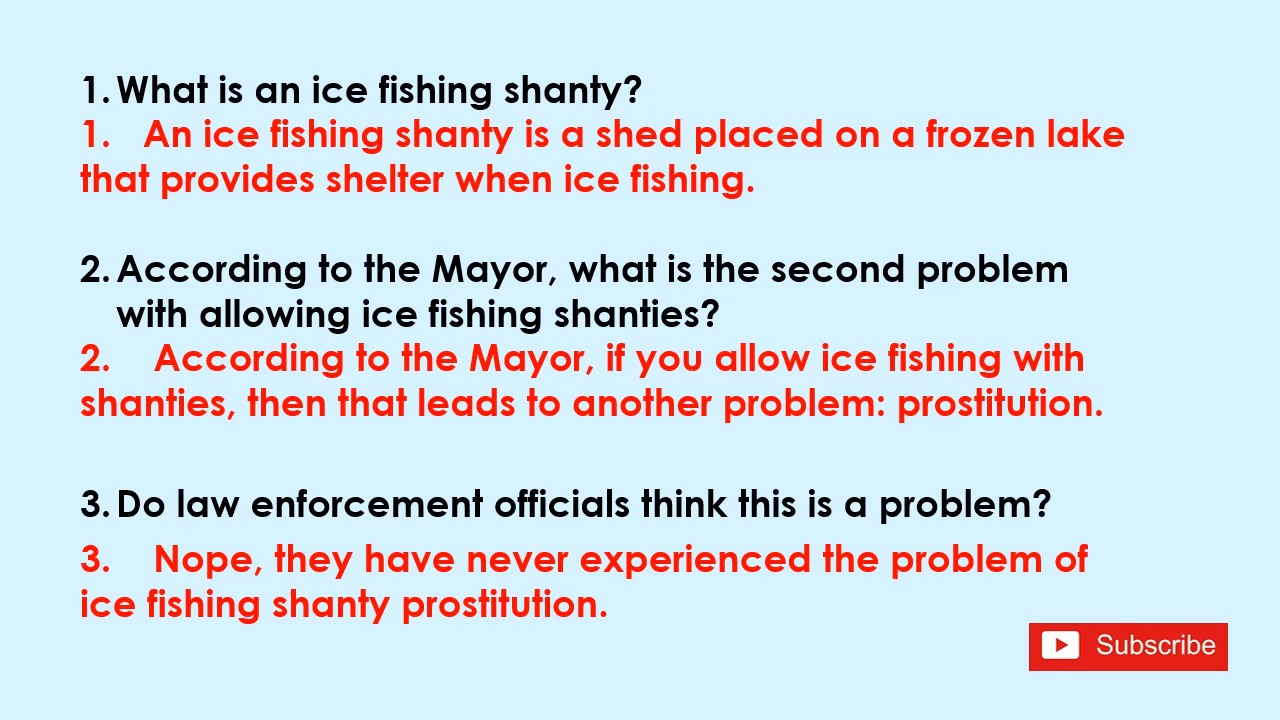 1. What is an ice fishing shanty?
1. An ice fishing shanty is a shed placed on a frozen lake
that provides shelter when ice fishing.
2. According to the Mayor, what is the second problem
with allowing ice fishing shanties?
2. According to the Mayor, if you allow ice fishing with
shanties, then that leads to another problem: prostitution.
3. Do law enforcement officials think this is a problem?
3. Nope, they have never experienced the problem of
ice fishing shanty prostitution.
Subscribe